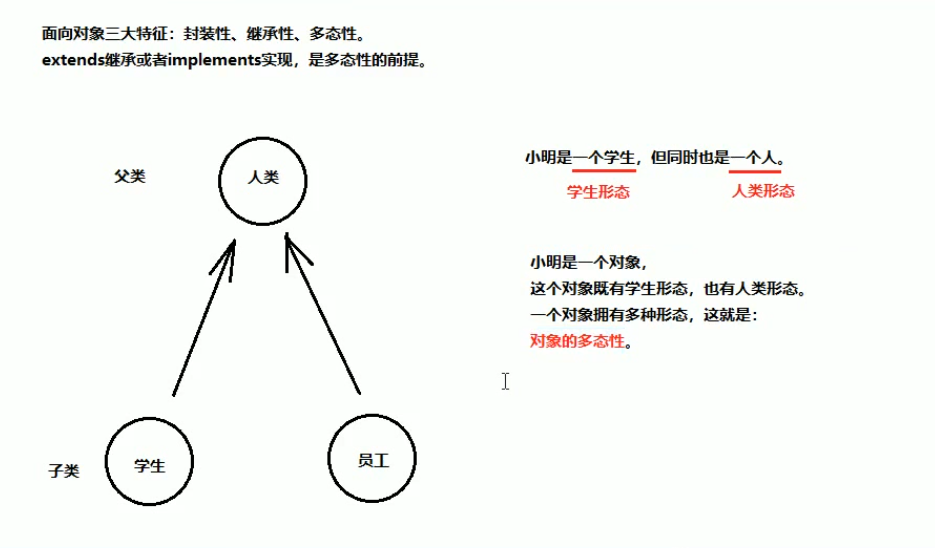 面向对象三大特征：封装性、继承性、多态性。
extends继承或者implements实现，是多态性的前提。
父类
人类
小明是一个学生，但同时也是一个人。
学生形态
人类形态
小明是一个对象，
这个对象既有学生形态，也有人类形态。
一个对象拥有多种形态，这就是：
对象的多态性。
子类
学生
员工